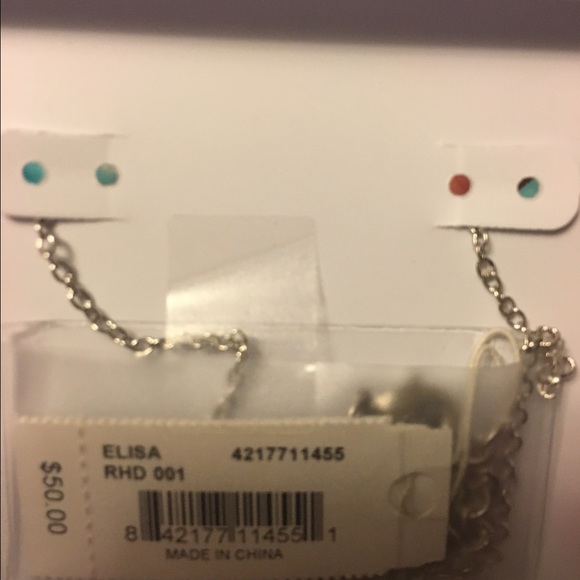 ELISA 4217711455
RHD 001
$50.00
8 42177 11455 1
MADE IN CHINA